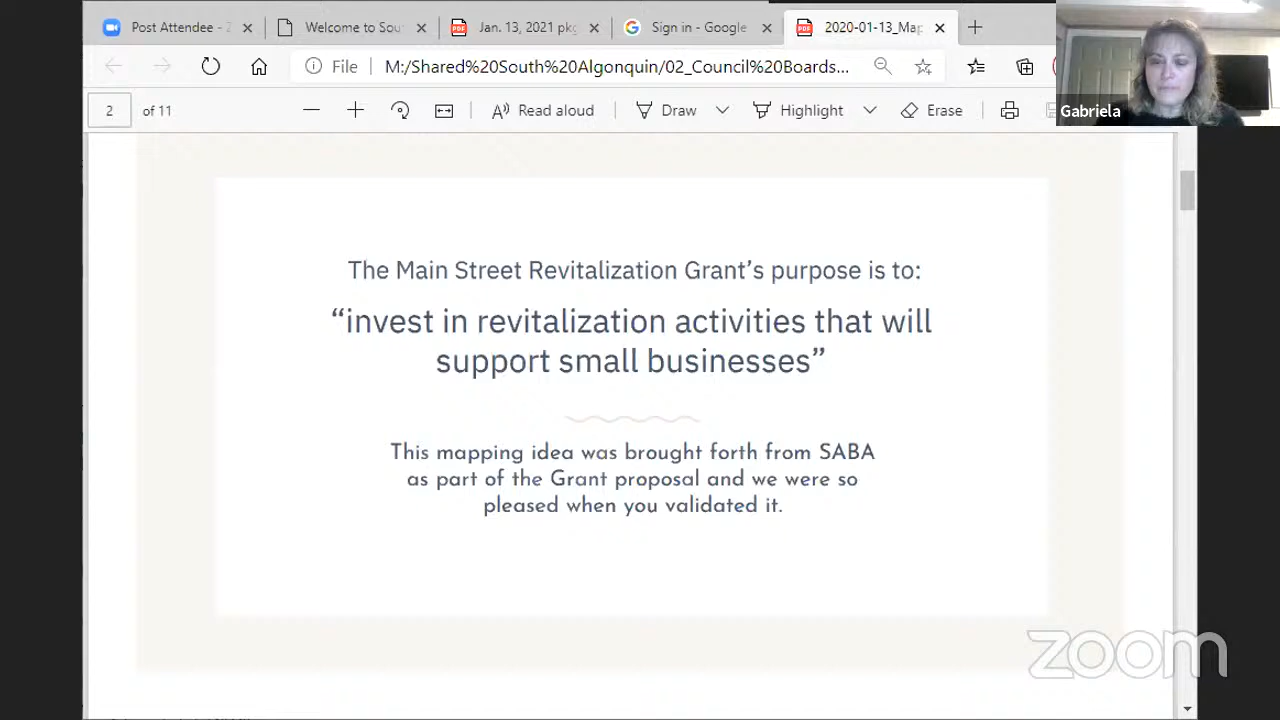 Post Attendee - Z
Welcome to Sou
Jan. 13, 2021 pkg
Sign in - Google
2020-01-13_Map
File
M:/Shared%20South%20Algonquin/02_Council%20Boards...
2
of 11
Read aloud
Draw
Highlight
Erase
Gabriela
The Main Street Revitalization Grant’s purpose is to:
“invest in revitalization activities that will
support small businesses”
This mapping idea was brought forth from SABA
as part of the Grant proposal and we were so
pleased when you validated it.
zoom